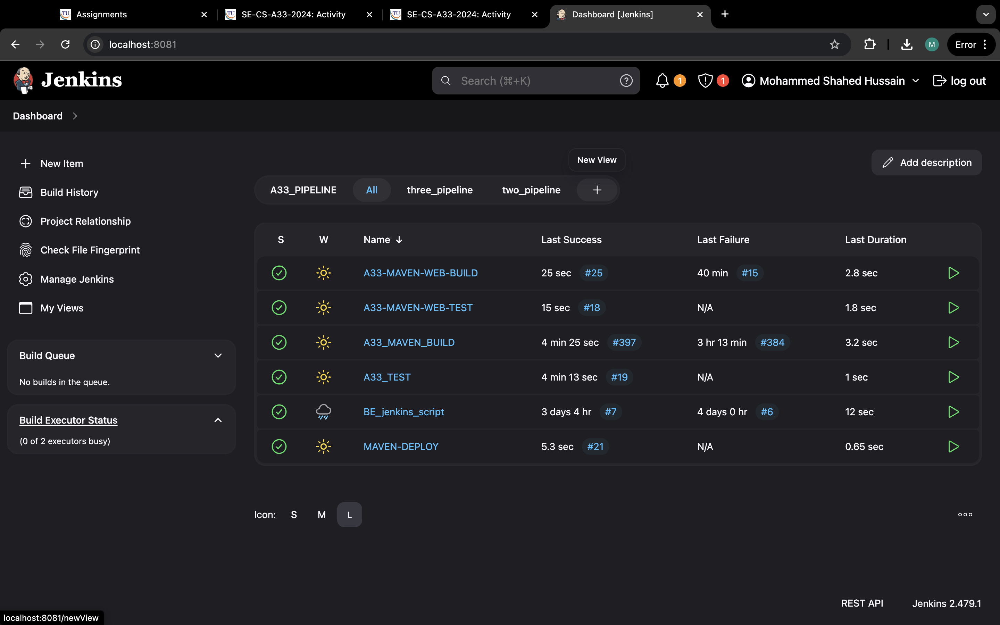 Assignments
SE-CS-A33-2024: Activity
SE-CS-A33-2024: Activity
Dashboard [Jenkins]
localhost:8081
M
Error
Jenkins
Search (⌘+K)
1
1
Mohammed Shahed Hussain
log out
Dashboard
New Item
Build History
Project Relationship
Check File Fingerprint
Manage Jenkins
My Views
Build Queue
No builds in the queue.
Build Executor Status
(0 of 2 executors busy)
New View
Add description
A33_PIPELINE All three_pipeline two_pipeline +
S W Name ↓ Last Success Last Failure Last Duration
A33-MAVEN-WEB-BUILD 25 sec #25 40 min #15 2.8 sec
A33-MAVEN-WEB-TEST 15 sec #18 N/A 1.8 sec
A33_MAVEN_BUILD 4 min 25 sec #397 3 hr 13 min #384 3.2 sec
A33_TEST 4 min 13 sec #19 N/A 1 sec
BE_jenkins_script 3 days 4 hr #7 4 days 0 hr #6 12 sec
MAVEN-DEPLOY 5.3 sec #21 N/A 0.65 sec
Icon: S M L
REST API Jenkins 2.479.1
localhost:8081/newView